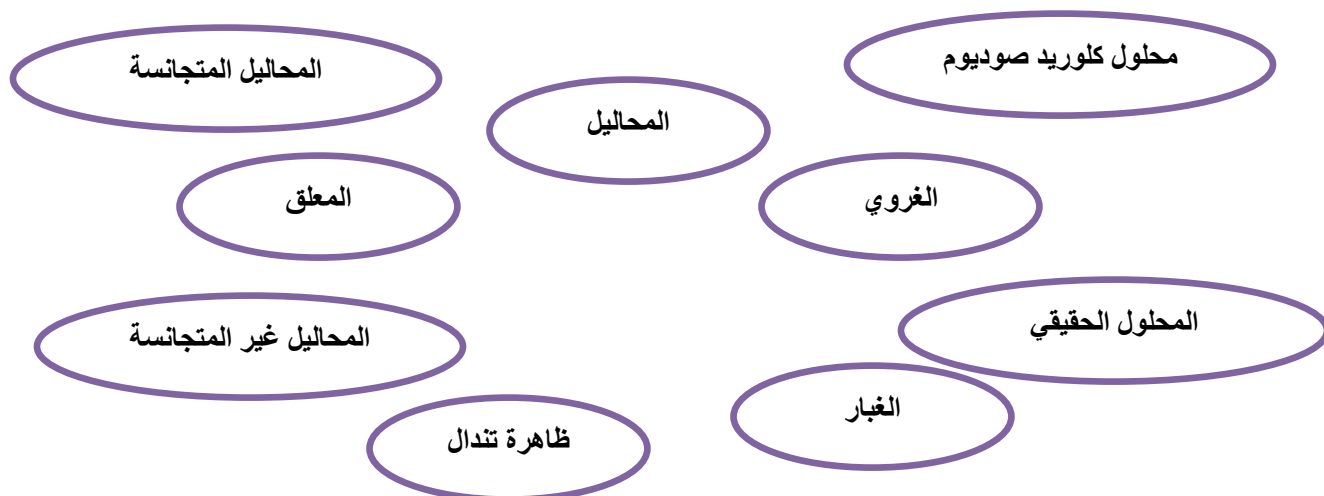 محلول كلوريد صوديوم
المحاليل المتجانسة
المحاليل
الغروي
المعلق
المحلول الحقيقي
المحاليل غير المتجانسة
الغبار
ظاهرة تندال